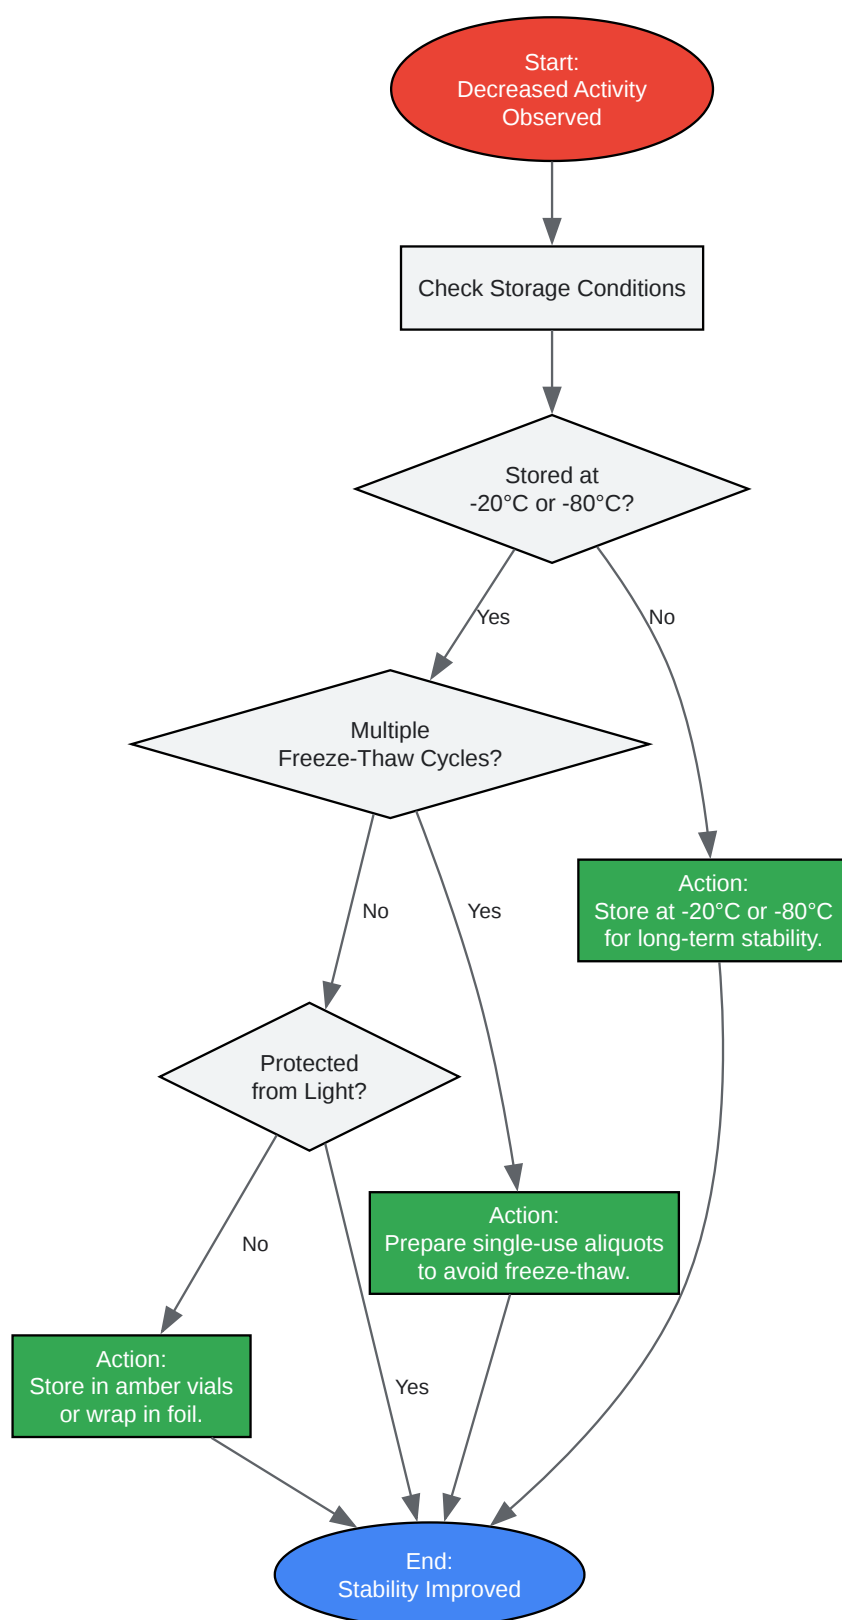 Start:
Decreased Activity
Observed
Check Storage Conditions
Stored at
-20°C or -80°C?
Yes
No
Multiple
Freeze-Thaw Cycles?
No
Yes
Action:
Store at -20°C or -80°C
for long-term stability.
Protected
from Light?
No
Yes
Action:
Prepare single-use aliquots
to avoid freeze-thaw.
Action:
Store in amber vials
or wrap in foil.
End:
Stability Improved